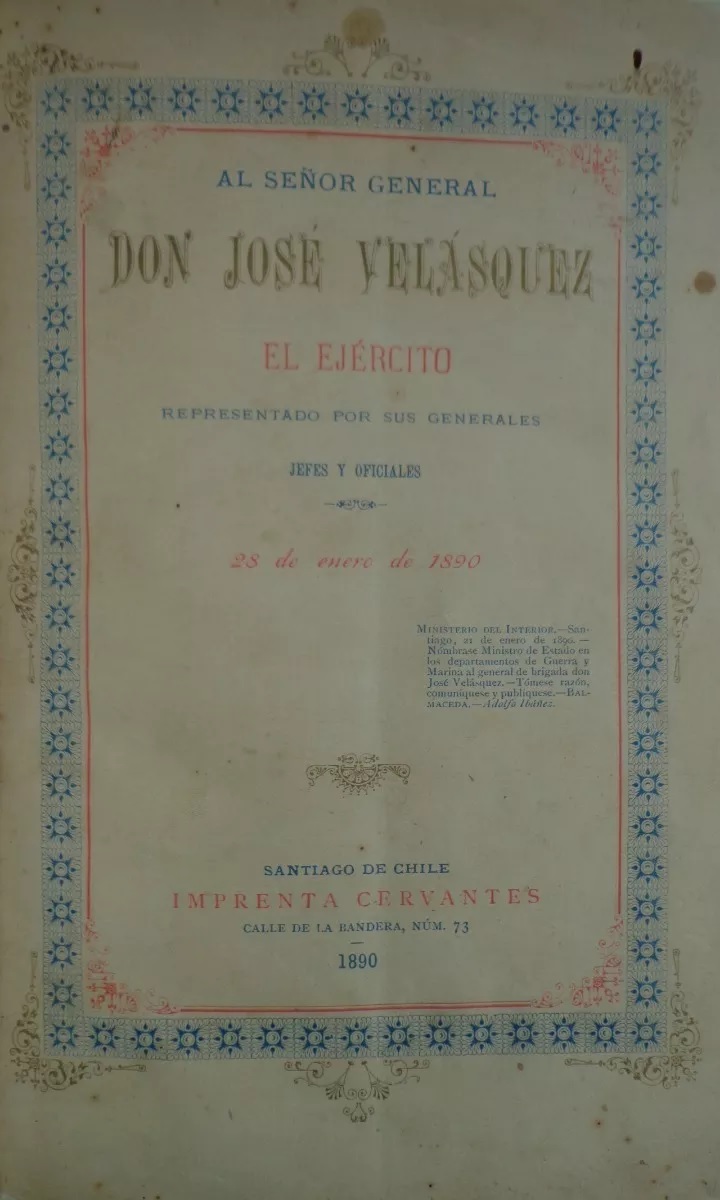 AL SEÑOR GENERAL
DON JOSÉ VELÁSQUEZ
EL EJÉRCITO
REPRESENTADO POR SUS GENERALES
JEFES Y OFICIALES
28 de enero de 1890
MINISTERIO DEL INTERIOR.—San-
tiago, 21 de enero de 1890.—
Nómbrase Ministro de Estado en
los departamentos de Guerra y
Marina al general de brigada don
José Velásquez.—Tómese razón,
comuníquese y publíquese.—BAL-
MACEDA.—Adolfo Ibáñez.
SANTIAGO DE CHILE
IMPRENTA CERVANTES
CALLE DE LA BANDERA, NÚM. 73
1890